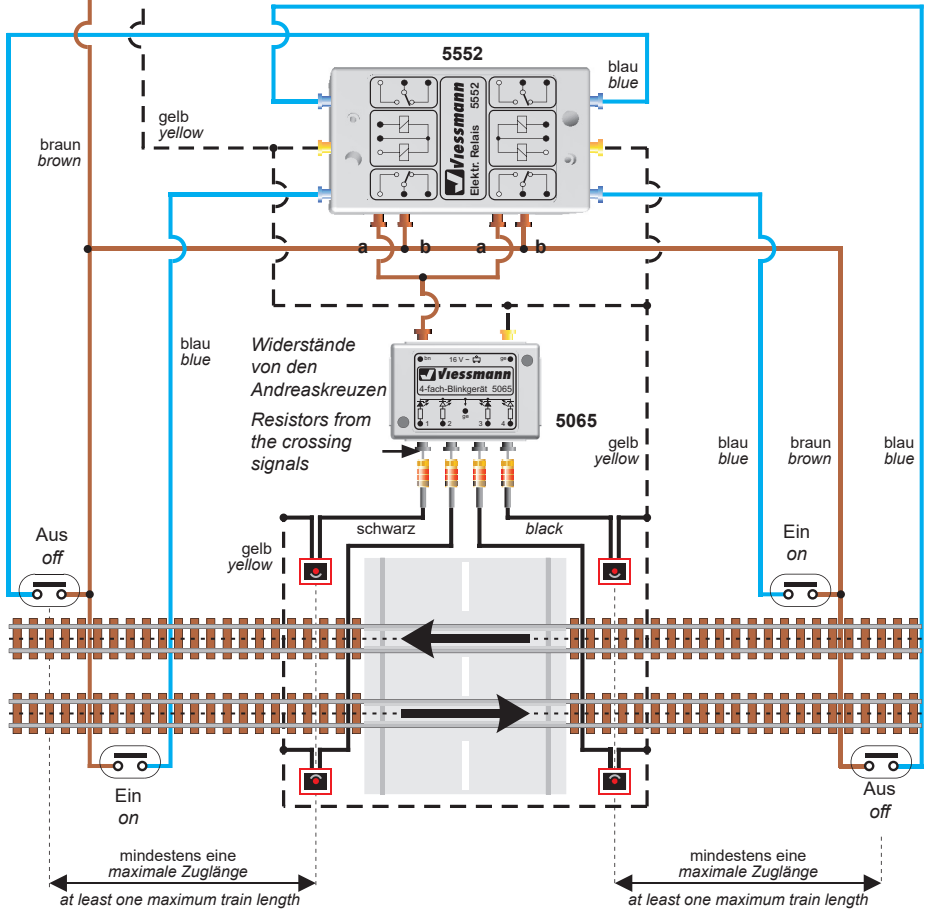 5552
blau
blue
gelb
yellow
braun
brown
Viessmann
Elektr. Relais 5552
a
b
a
b
blau
blue
Widerstände
von den
Andreaskreuzen
Resistors from
the crossing
signals
bn
16 V ~
ge
Viessmann
4-fach-Blinkgerät 5065
ge
1
2
3
4
5065
gelb
yellow
blau
blue
braun
brown
blau
blue
schwarz
black
Aus
off
gelb
yellow
Ein
on
Ein
on
Aus
off
mindestens eine
maximale Zuglänge
at least one maximum train length
mindestens eine
maximale Zuglänge
at least one maximum train length